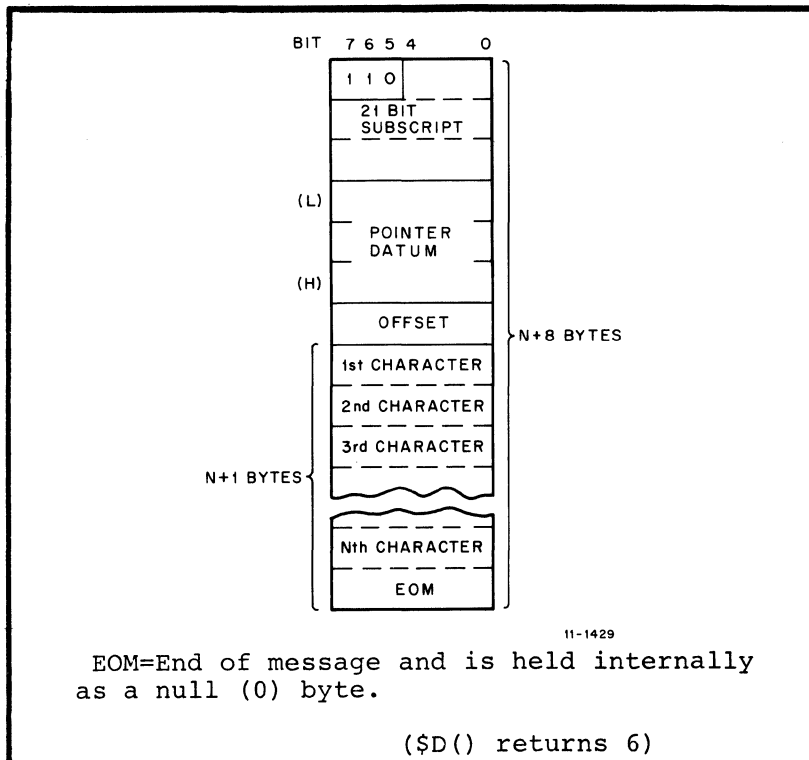 BIT 7 6 5 4 0
1 1 0
21 BIT
SUBSCRIPT
(L)
POINTER
DATUM
(H)
OFFSET
N+8 BYTES
1st CHARACTER
2nd CHARACTER
3rd CHARACTER
N+1 BYTES
Nth CHARACTER
EOM
11-1429
EOM=End of message and is held internally
as a null (0) byte.
($D() returns 6)